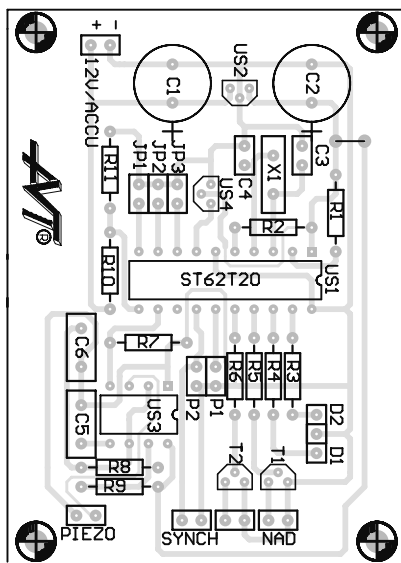 + -
12V/ACCU
C1
US2
C2
AVT®
R11
JP1
JP2
JP3
US4
C4
X1
C3
R1
R2
R10
ST62T20
US1
C6
R7
C5
US3
P2
P1
R6
R5
R4
R3
D2
D1
R8
R9
T2
T1
PIEZO
SYNCH
NAD